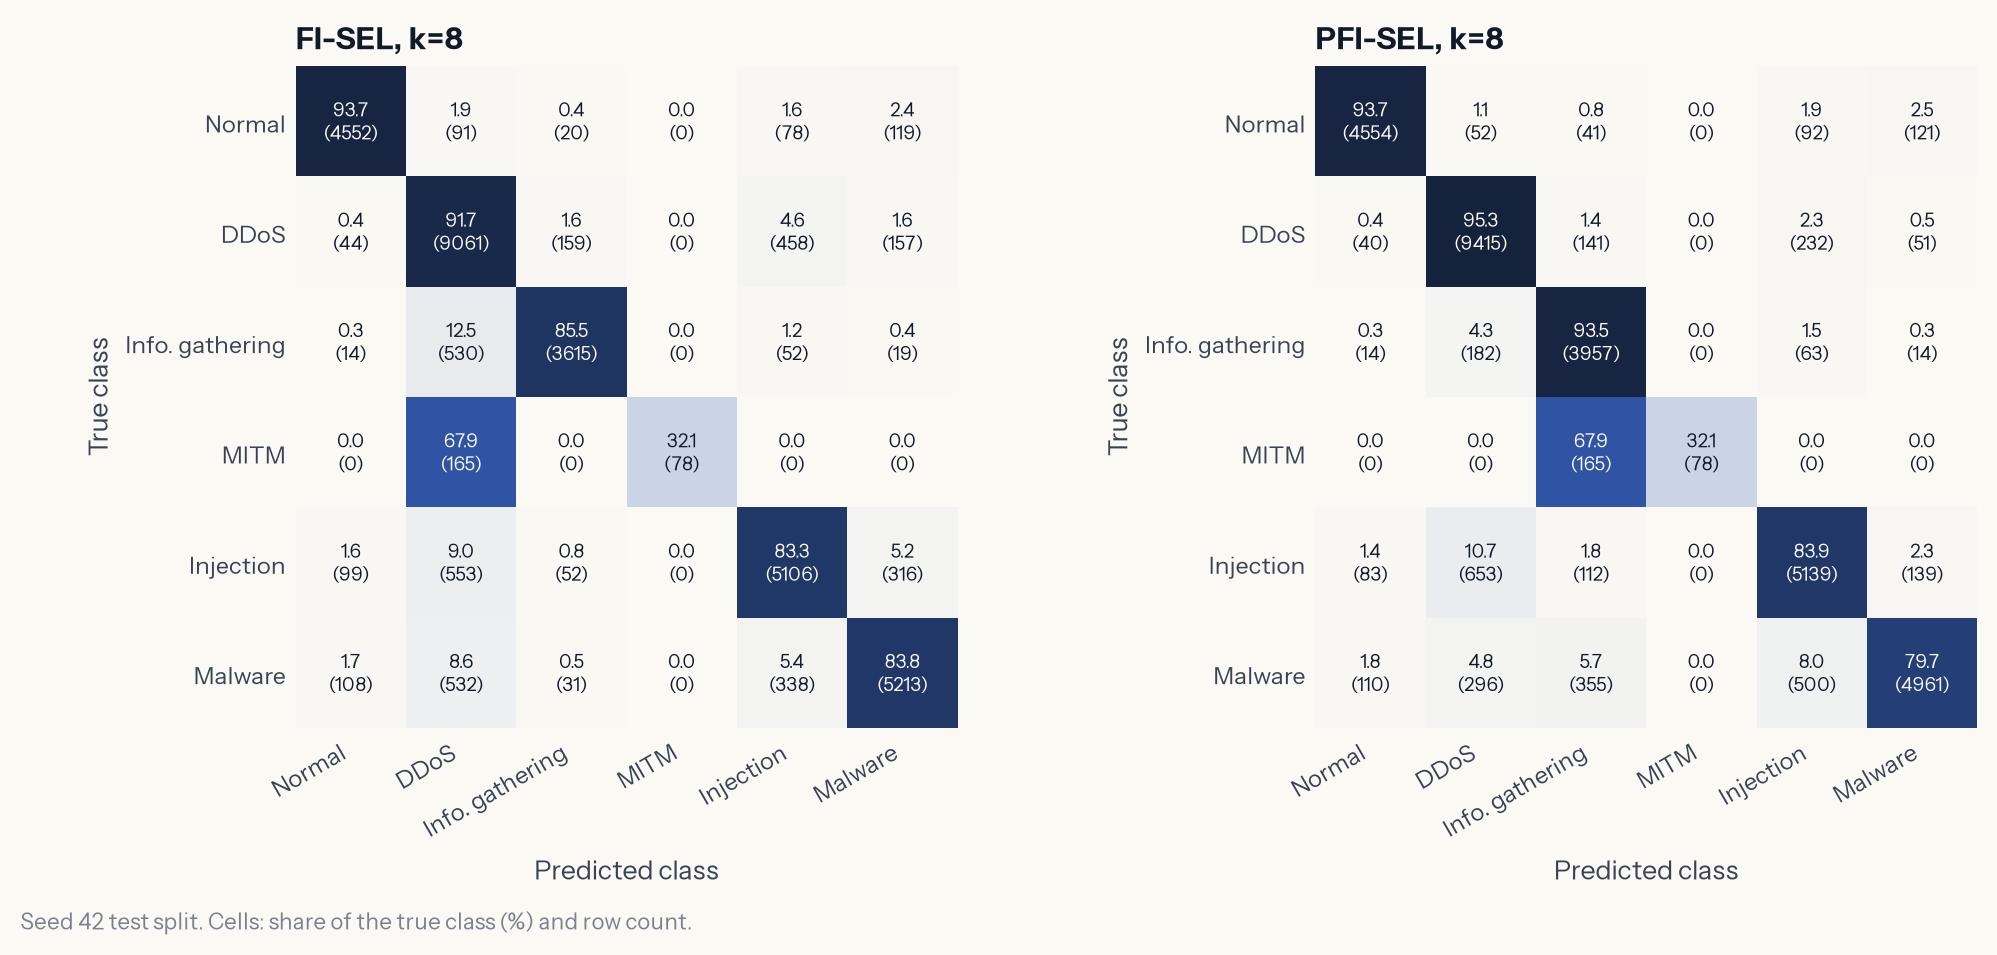 FI-SEL, k=8
Normal
93.7 1.9 0.4 0.0 1.6 2.4
(4552) (91) (20) (0) (78) (119)
DDoS
0.4 91.7 1.6 0.0 4.6 1.6
(44) (9061) (159) (0) (458) (157)
Info. gathering
0.3 12.5 85.5 0.0 1.2 0.4
(14) (530) (3615) (0) (52) (19)
MITM
0.0 67.9 0.0 32.1 0.0 0.0
(0) (165) (0) (78) (0) (0)
Injection
1.6 9.0 0.8 0.0 83.3 5.2
(99) (553) (52) (0) (5106) (316)
Malware
1.7 8.6 0.5 0.0 5.4 83.8
(108) (532) (31) (0) (338) (5213)
True class
Normal DDoS Info. gathering MITM Injection Malware
Predicted class
PFI-SEL, k=8
Normal
93.7 1.1 0.8 0.0 1.9 2.5
(4554) (52) (41) (0) (92) (121)
DDoS
0.4 95.3 1.4 0.0 2.3 0.5
(40) (9415) (141) (0) (232) (51)
Info. gathering
0.3 4.3 93.5 0.0 1.5 0.3
(14) (182) (3957) (0) (63) (14)
MITM
0.0 0.0 67.9 32.1 0.0 0.0
(0) (0) (165) (78) (0) (0)
Injection
1.4 10.7 1.8 0.0 83.9 2.3
(83) (653) (112) (0) (5139) (139)
Malware
1.8 4.8 5.7 0.0 8.0 79.7
(110) (296) (355) (0) (500) (4961)
True class
Normal DDoS Info. gathering MITM Injection Malware
Predicted class
Seed 42 test split. Cells: share of the true class (%) and row count.